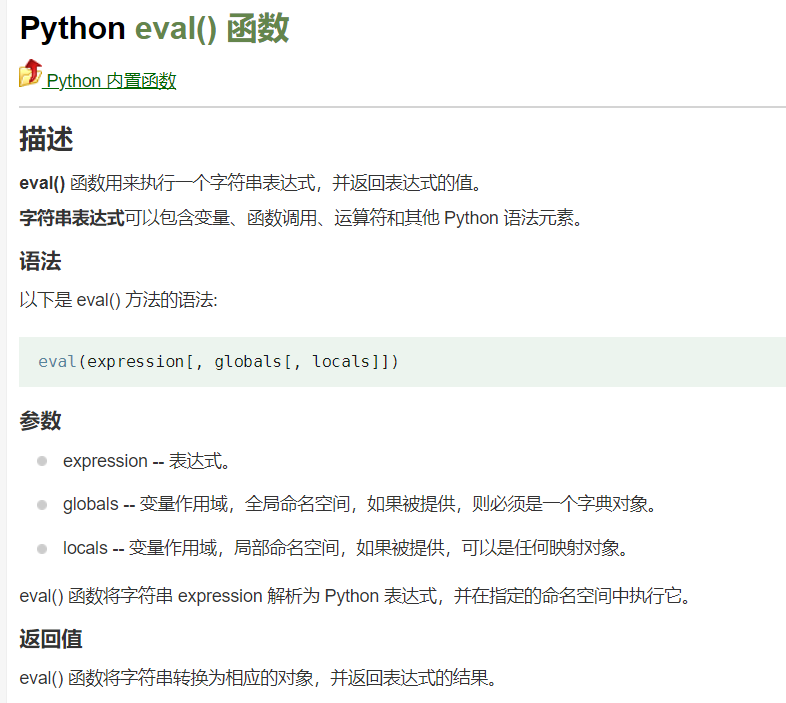 Python eval() 函数
Python 内置函数
描述
eval() 函数用来执行一个字符串表达式，并返回表达式的值。
字符串表达式可以包含变量、函数调用、运算符和其他 Python 语法元素。
语法
以下是 eval() 方法的语法:
eval(expression[, globals[, locals]])
参数
expression -- 表达式。
globals -- 变量作用域，全局命名空间，如果被提供，则必须是一个字典对象。
locals -- 变量作用域，局部命名空间，如果被提供，可以是任何映射对象。
eval() 函数将字符串 expression 解析为 Python 表达式，并在指定的命名空间中执行它。
返回值
eval() 函数将字符串转换为相应的对象，并返回表达式的结果。